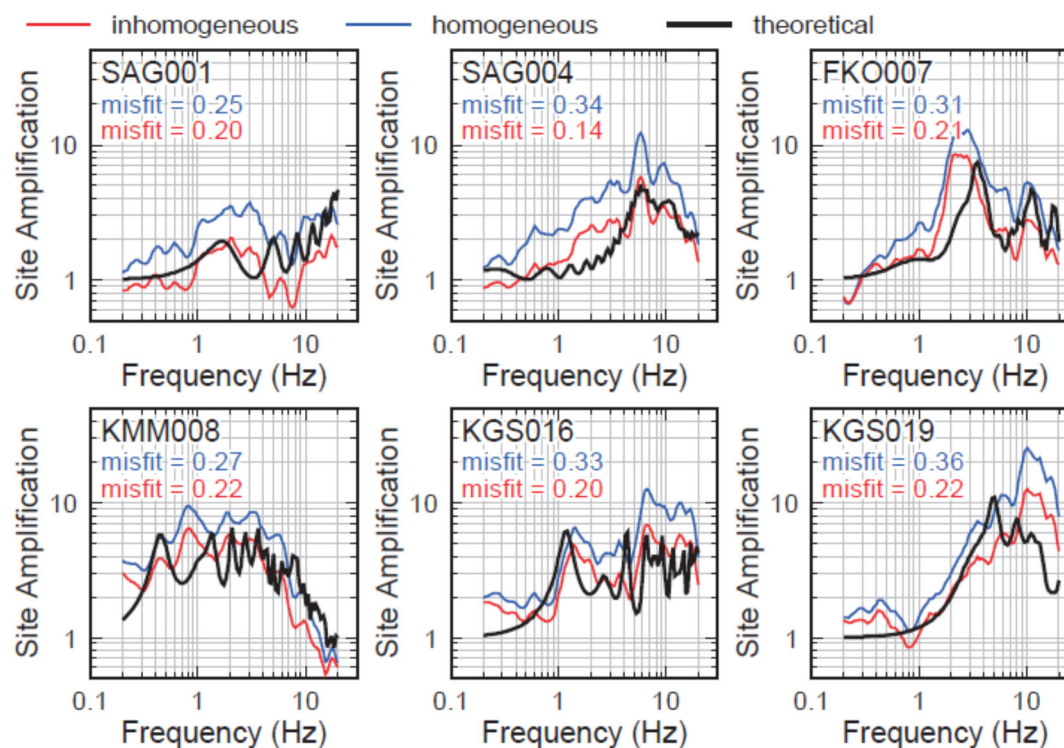 inhomogeneous homogeneous theoretical
SAG001
misfit = 0.25
misfit = 0.20
10
1
Site Amplification
0.1 1 10
Frequency (Hz)
SAG004
misfit = 0.34
misfit = 0.14
10
1
Site Amplification
0.1 1 10
Frequency (Hz)
FKO007
misfit = 0.31
misfit = 0.21
10
1
Site Amplification
0.1 1 10
Frequency (Hz)
KMM008
misfit = 0.27
misfit = 0.22
10
1
Site Amplification
0.1 1 10
Frequency (Hz)
KGS016
misfit = 0.33
misfit = 0.20
10
1
Site Amplification
0.1 1 10
Frequency (Hz)
KGS019
misfit = 0.36
misfit = 0.22
10
1
Site Amplification
0.1 1 10
Frequency (Hz)